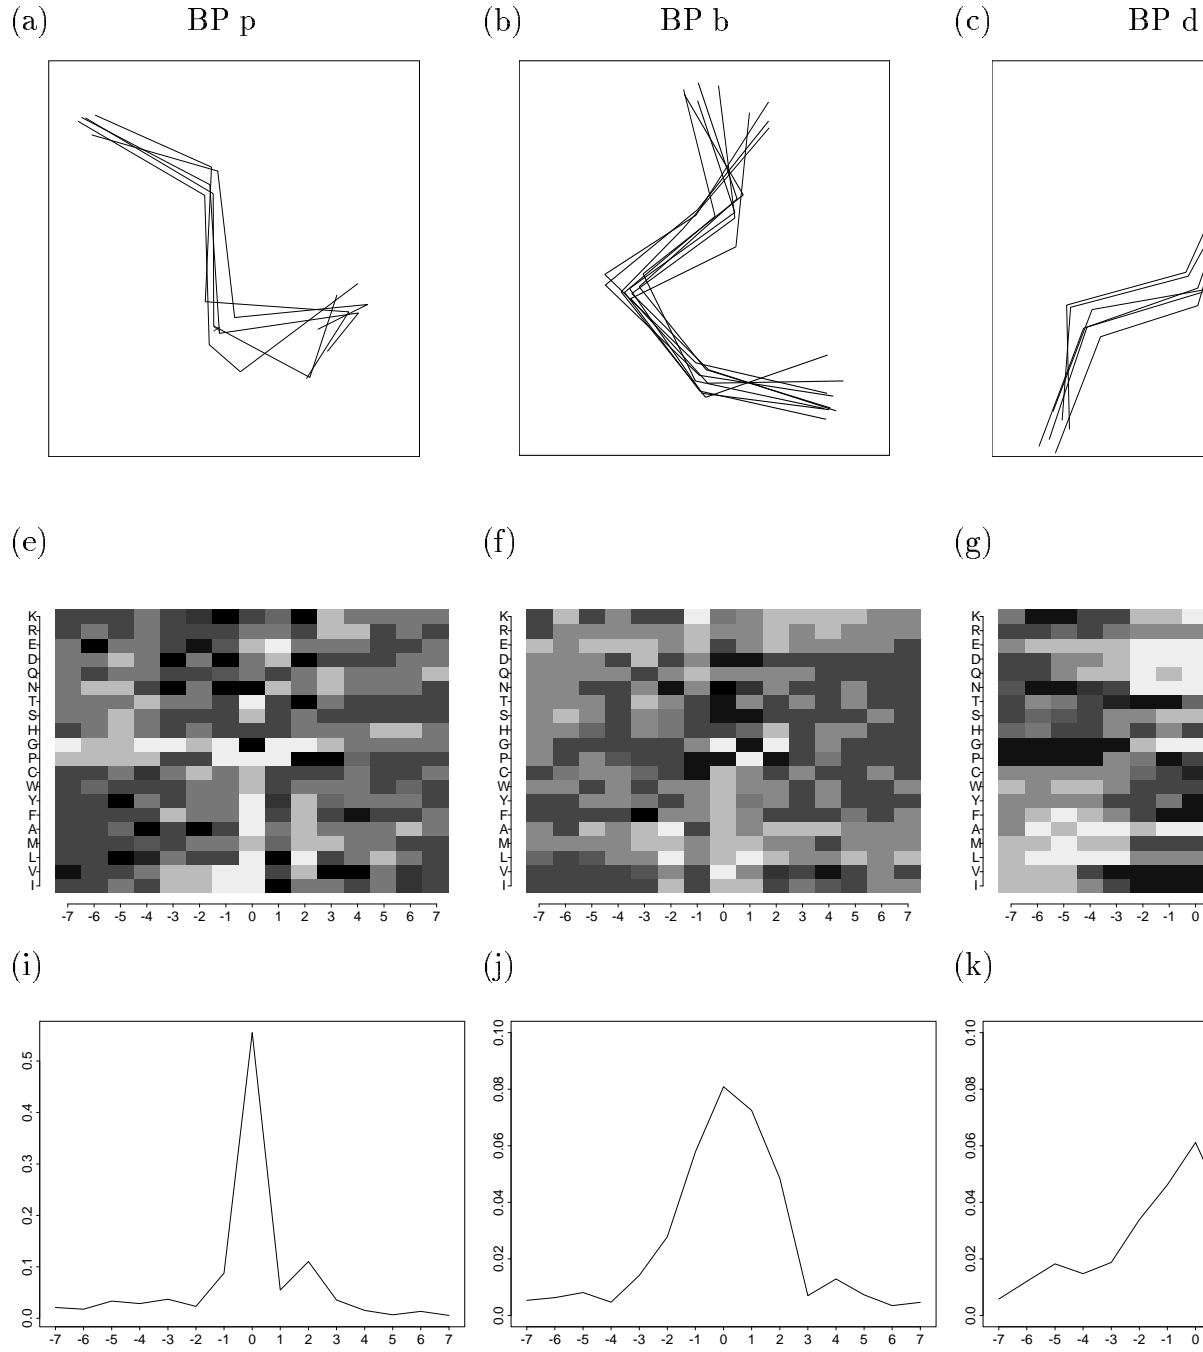 (a) BP p (b) BP b (c) BP d
(e) (f) (g)
K K K
R R R
E E E
D D D
Q Q Q
N N N
T T T
S S S
H H H
G G G
P P P
C C C
W W W
Y Y Y
F F F
A A A
M M M
L L L
V V V
I I I
-7 -6 -5 -4 -3 -2 -1 0 1 2 3 4 5 6 7 -7 -6 -5 -4 -3 -2 -1 0 1 2 3 4 5 6 7 -7 -6 -5 -4 -3 -2 -1 0
(i) (j) (k)
0.5 0.10 0.10
0.4 0.08 0.08
0.3 0.06 0.06
0.2 0.04 0.04
0.1 0.02 0.02
0.0 0.0 0.0
-7 -6 -5 -4 -3 -2 -1 0 1 2 3 4 5 6 7 -7 -6 -5 -4 -3 -2 -1 0 1 2 3 4 5 6 7 -7 -6 -5 -4 -3 -2 -1 0